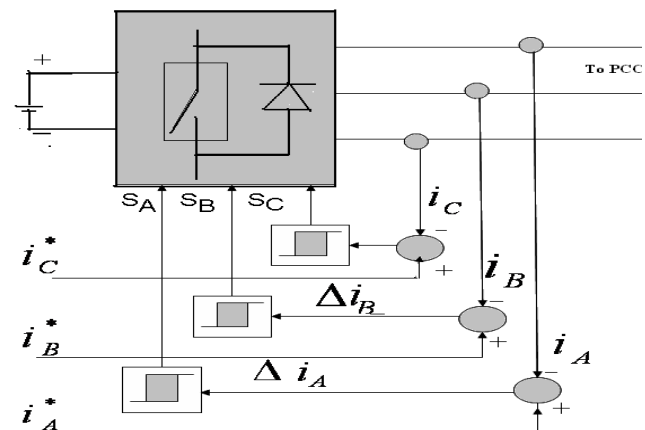 +
To PCC
−
S_A S_B S_C
i_C
−
i*_C
+
i_B
−
Δi_B
i*_B
+
i_A
−
Δ i_A
+
i*_A